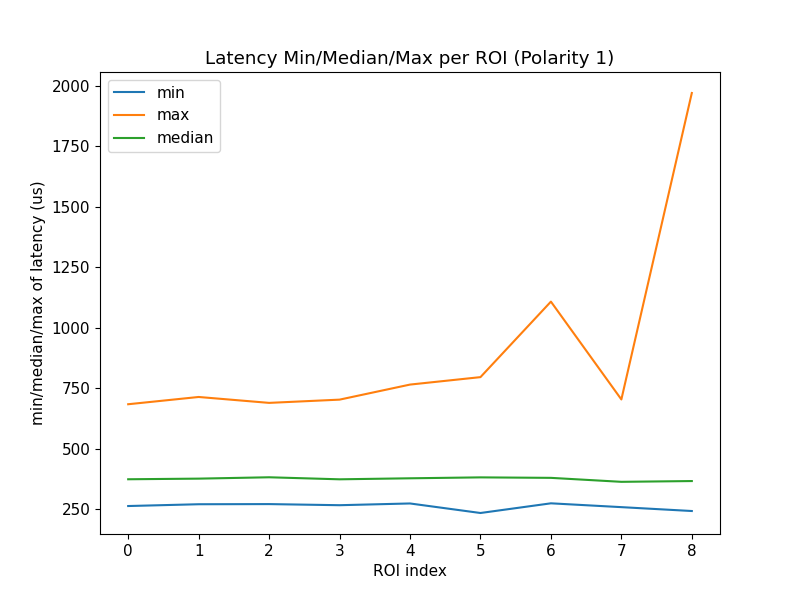 Latency Min/Median/Max per ROI (Polarity 1)
min
max
median
min/median/max of latency (us)
2000
1750
1500
1250
1000
750
500
250
0 1 2 3 4 5 6 7 8
ROI index